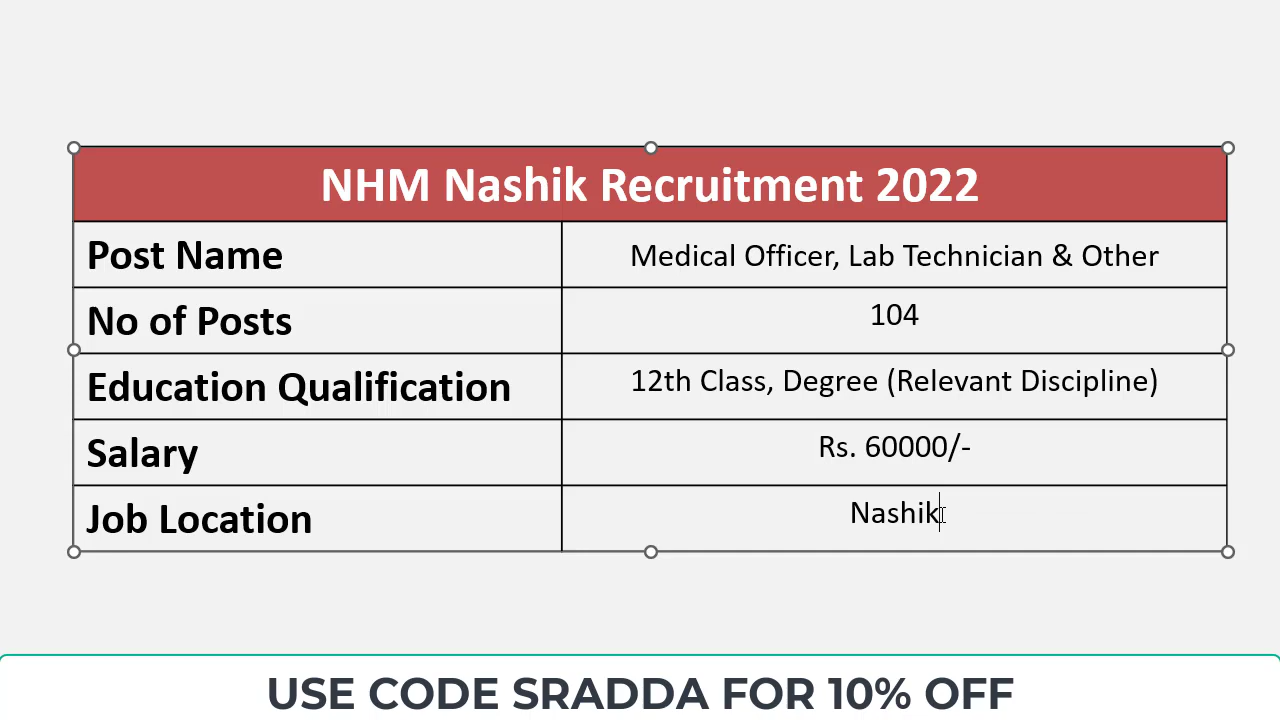 NHM Nashik Recruitment 2022
Post Name
Medical Officer, Lab Technician & Other
No of Posts
104
Education Qualification
12th Class, Degree (Relevant Discipline)
Salary
Rs. 60000/-
Job Location
Nashik
USE CODE SRADDA FOR 10% OFF